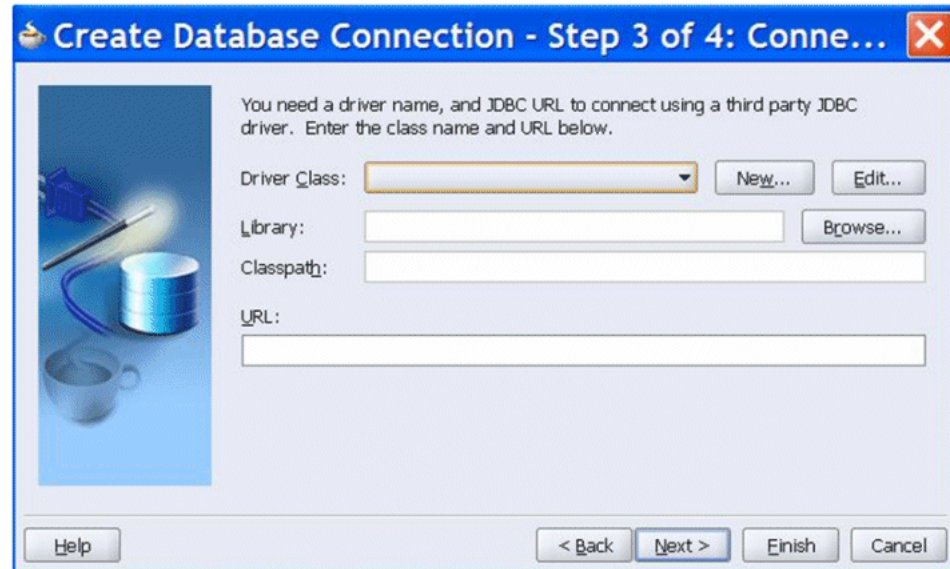 Create Database Connection - Step 3 of 4: Conne...
You need a driver name, and JDBC URL to connect using a third party JDBC
driver. Enter the class name and URL below.
Driver Class: New... Edit...
Library: Browse...
Classpath:
URL:
Help < Back Next > Finish Cancel